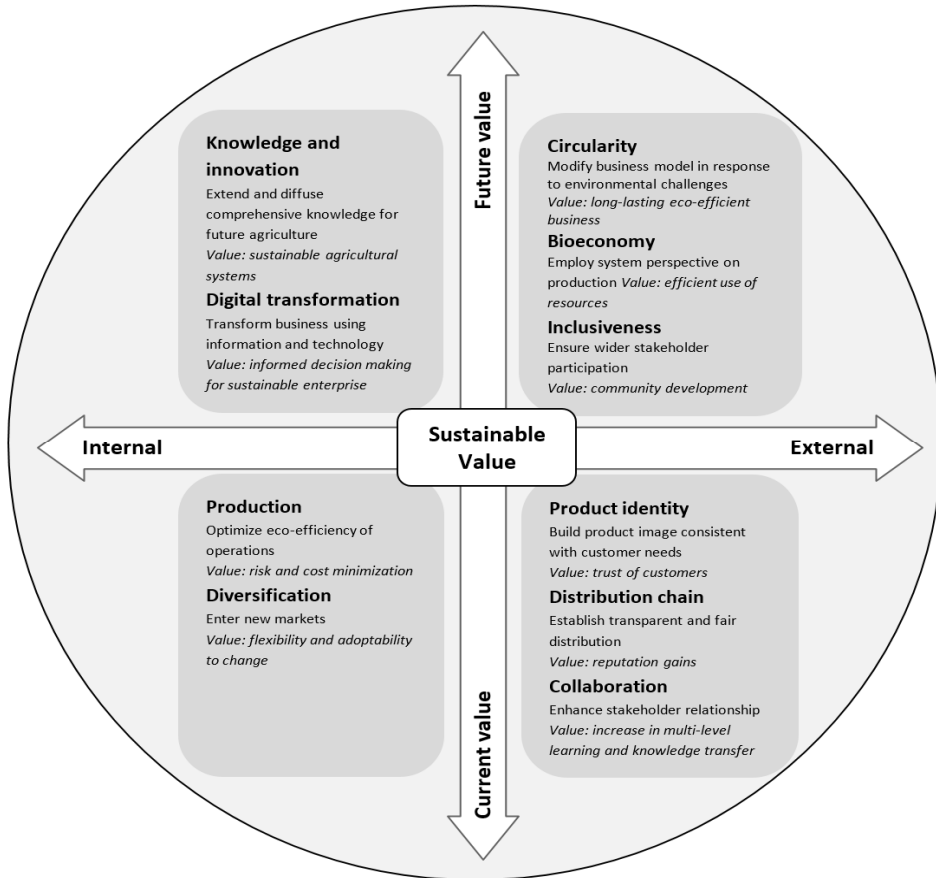 Future value
Knowledge and
innovation
Extend and diffuse
comprehensive knowledge for
future agriculture
Value: sustainable agricultural
systems
Digital transformation
Transform business using
information and technology
Value: informed decision making
for sustainable enterprise
Circularity
Modify business model in response
to environmental challenges
Value: long-lasting eco-efficient
business
Bioeconomy
Employ system perspective on
production Value: efficient use of
resources
Inclusiveness
Ensure wider stakeholder
participation
Value: community development
Internal
Sustainable
Value
External
Production
Optimize eco-efficiency of
operations
Value: risk and cost minimization
Diversification
Enter new markets
Value: flexibility and adoptability
to change
Product identity
Build product image consistent
with customer needs
Value: trust of customers
Distribution chain
Establish transparent and fair
distribution
Value: reputation gains
Collaboration
Enhance stakeholder relationship
Value: increase in multi-level
learning and knowledge transfer
Current value